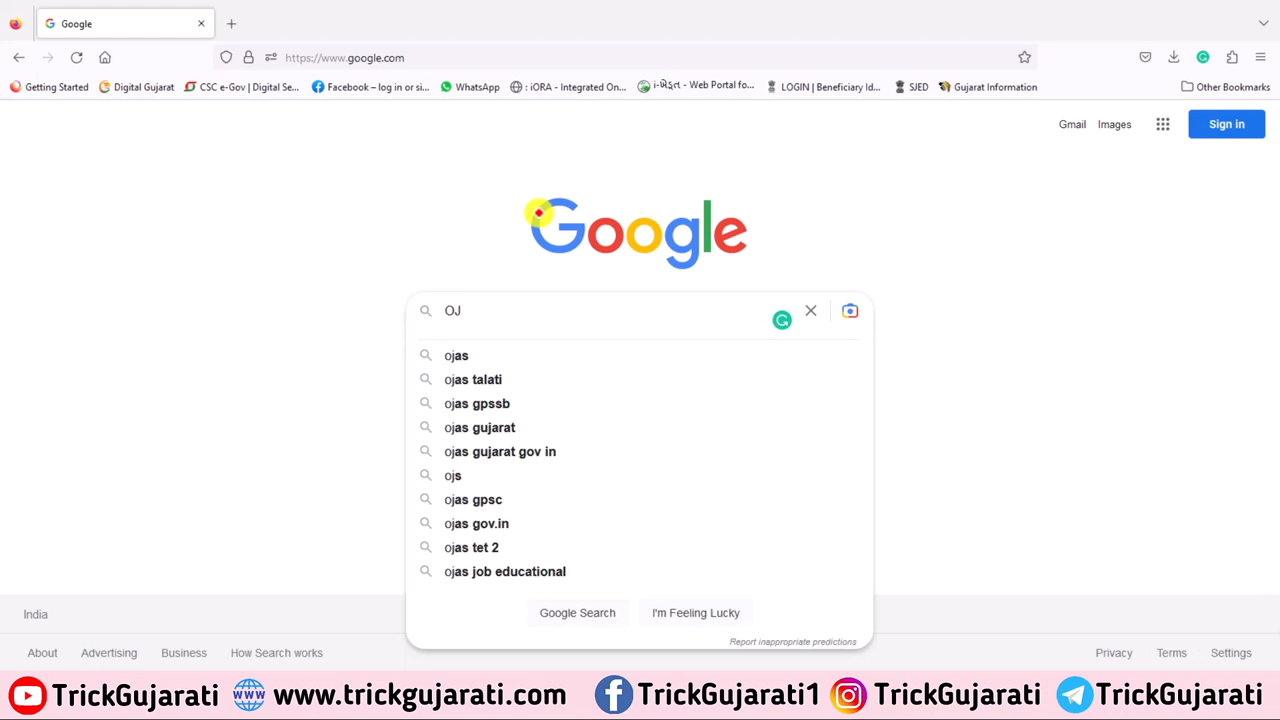 Google
https://www.google.com
Getting Started
Digital Gujarat
CSC e-Gov | Digital Se...
Facebook – log in or si...
WhatsApp
: iORA - Integrated On...
i-ખેડૂત - Web Portal fo...
LOGIN | Beneficiary Id...
SJED
Gujarat Information
Other Bookmarks
Gmail
Images
Sign in
Google
OJ
ojas
ojas talati
ojas gpssb
ojas gujarat
ojas gujarat gov in
ojs
ojas gpsc
ojas gov.in
ojas tet 2
ojas job educational
Google Search
I'm Feeling Lucky
Report inappropriate predictions
India
About
Advertising
Business
How Search works
Privacy
Terms
Settings
TrickGujarati
www.trickgujarati.com
TrickGujarati1
TrickGujarati
TrickGujarati